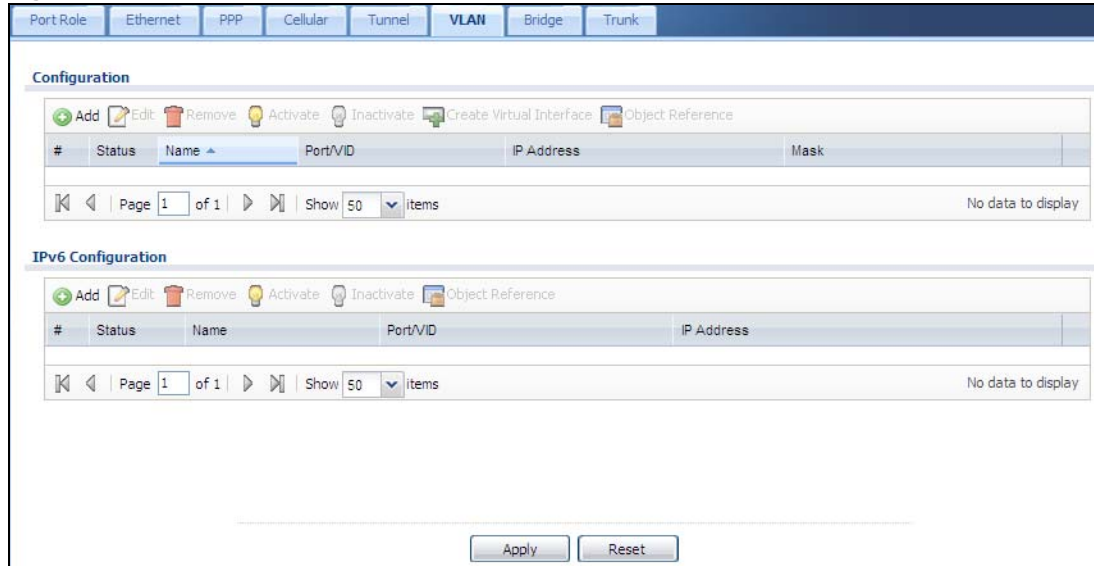 Port Role Ethernet PPP Cellular Tunnel VLAN Bridge Trunk
Configuration
Add Edit Remove Activate Inactivate Create Virtual Interface Object Reference
# Status Name Port/VID IP Address Mask
Page 1 of 1 Show 50 items No data to display
IPv6 Configuration
Add Edit Remove Activate Inactivate Object Reference
# Status Name Port/VID IP Address
Page 1 of 1 Show 50 items No data to display
Apply Reset